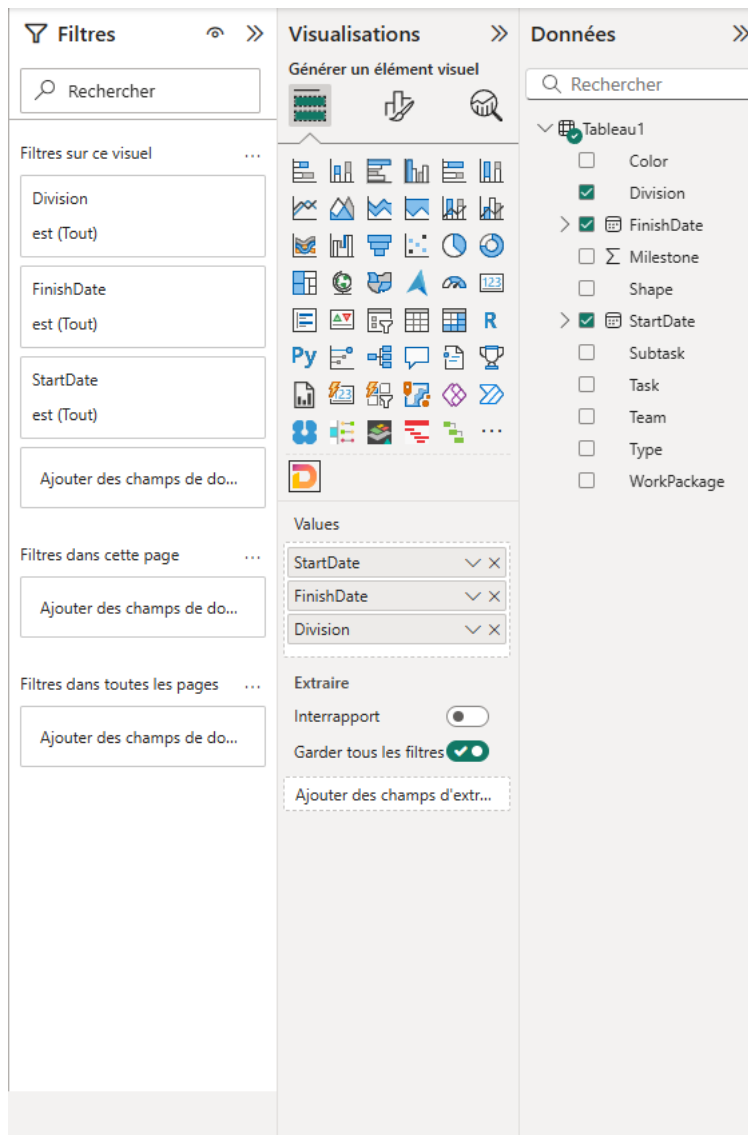 Filtres
Rechercher
Filtres sur ce visuel
...
Division
est (Tout)
FinishDate
est (Tout)
StartDate
est (Tout)
Ajouter des champs de do...
Filtres dans cette page
...
Ajouter des champs de do...
Filtres dans toutes les pages
...
Ajouter des champs de do...
Visualisations
Générer un élément visuel
123
R
Py
123
...
Values
StartDate
FinishDate
Division
Extraire
Interrapport
Garder tous les filtres
Ajouter des champs d'extr...
Données
Rechercher
Tableau1
Color
Division
FinishDate
Σ Milestone
Shape
StartDate
Subtask
Task
Team
Type
WorkPackage